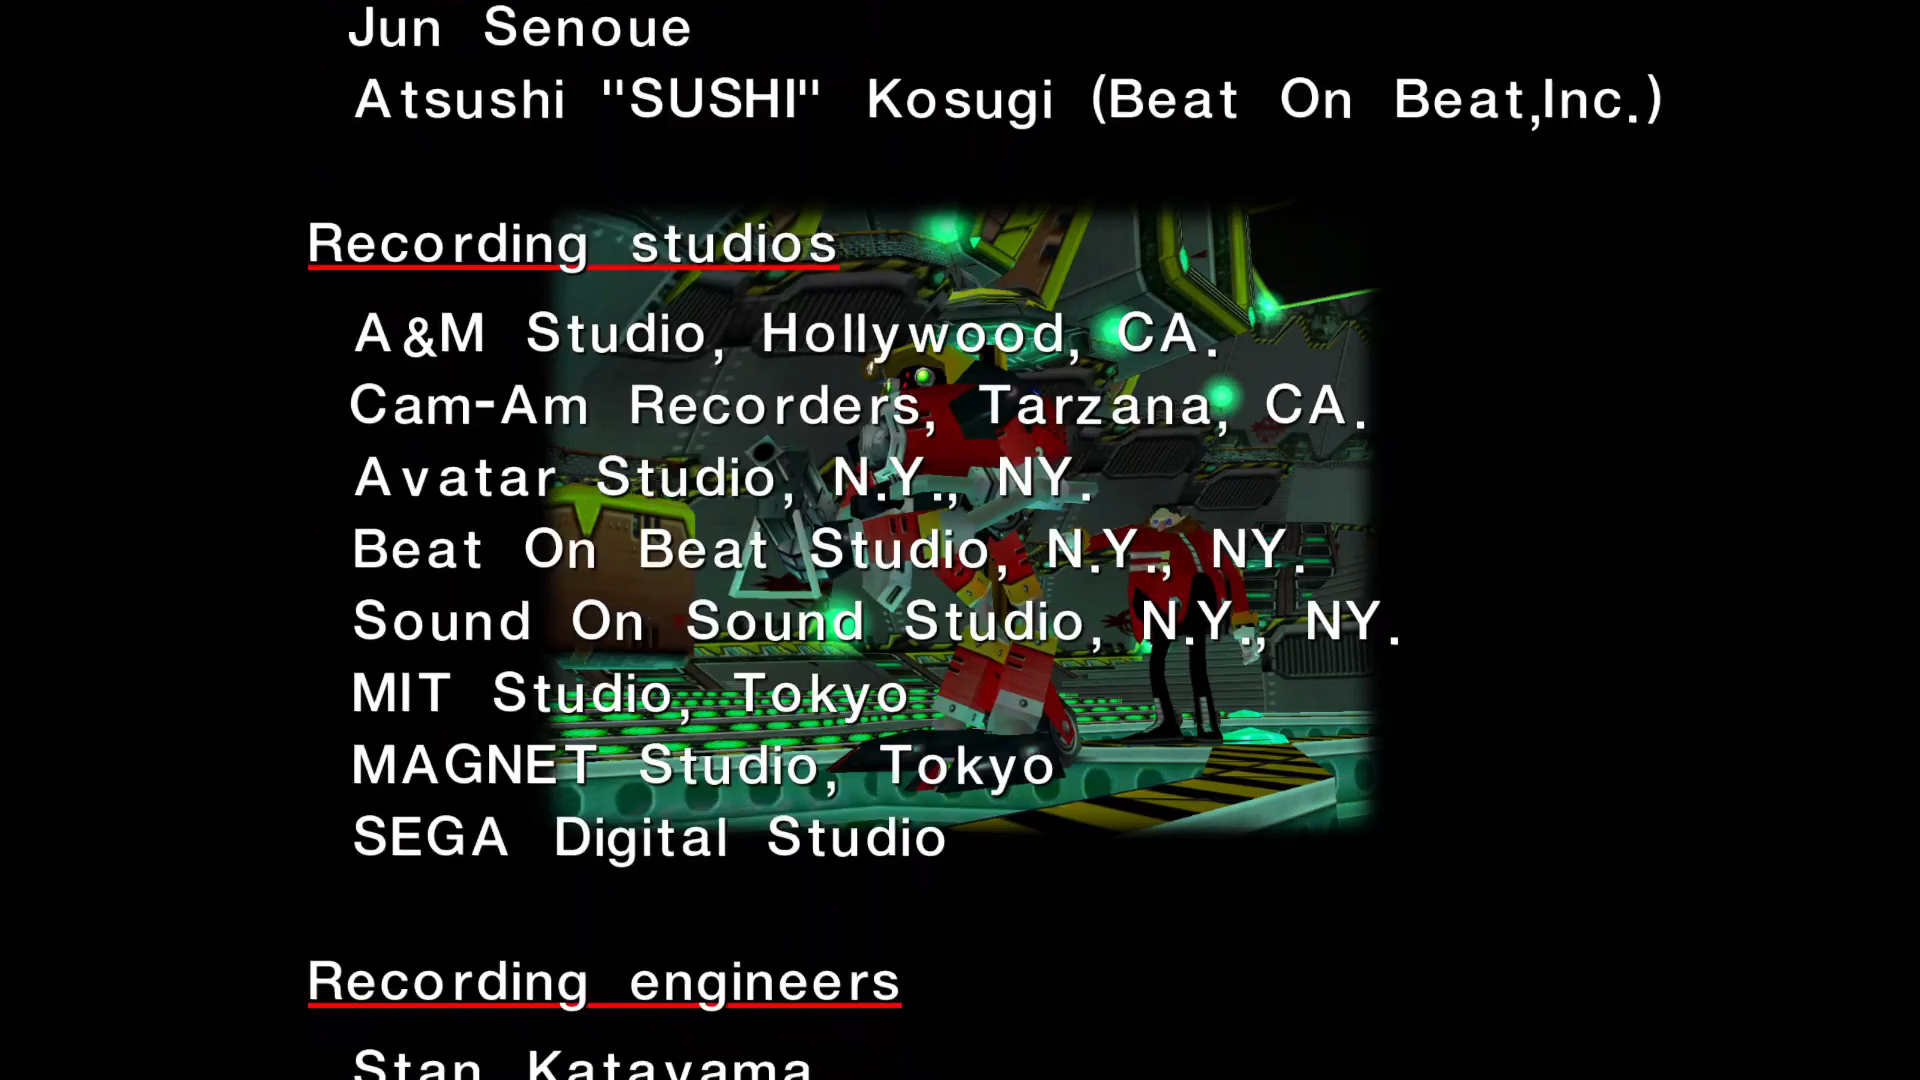 Jun Senoue
Atsushi "SUSHI" Kosugi (Beat On Beat,Inc.)
Recording studios
A&M Studio, Hollywood, CA.
Cam-Am Recorders, Tarzana, CA.
Avatar Studio, N.Y., NY.
Beat On Beat Studio, N.Y., NY.
Sound On Sound Studio, N.Y., NY.
MIT Studio, Tokyo
MAGNET Studio, Tokyo
SEGA Digital Studio
Recording engineers
Stan Katayama